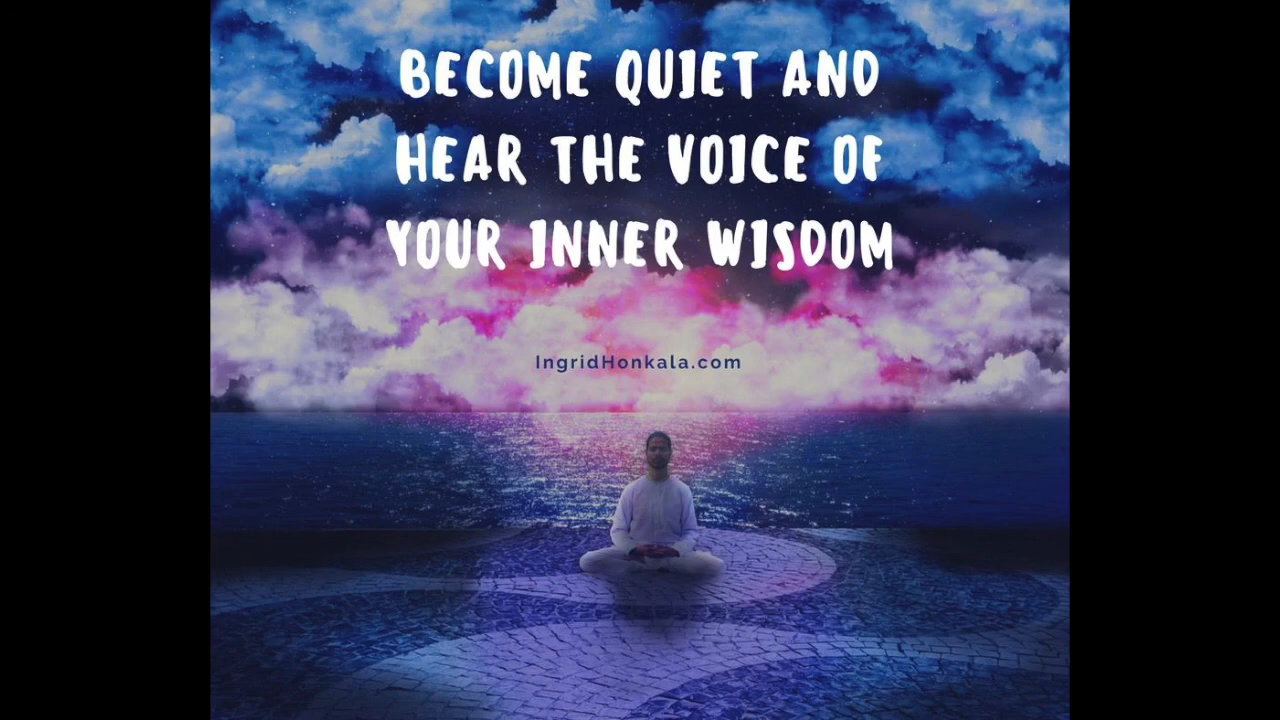 BECOME QUIET AND
HEAR THE VOICE OF
YOUR INNER WISDOM
IngridHonkala.com